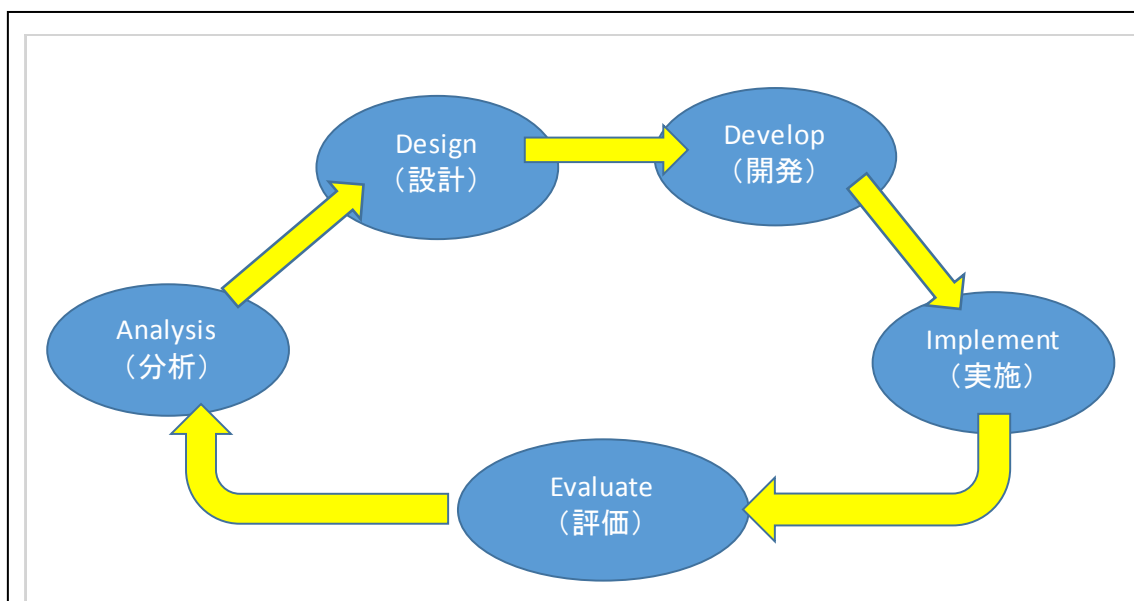 Design
（設計）
Develop
（開発）
Analysis
（分析）
Implement
（実施）
Evaluate
（評価）